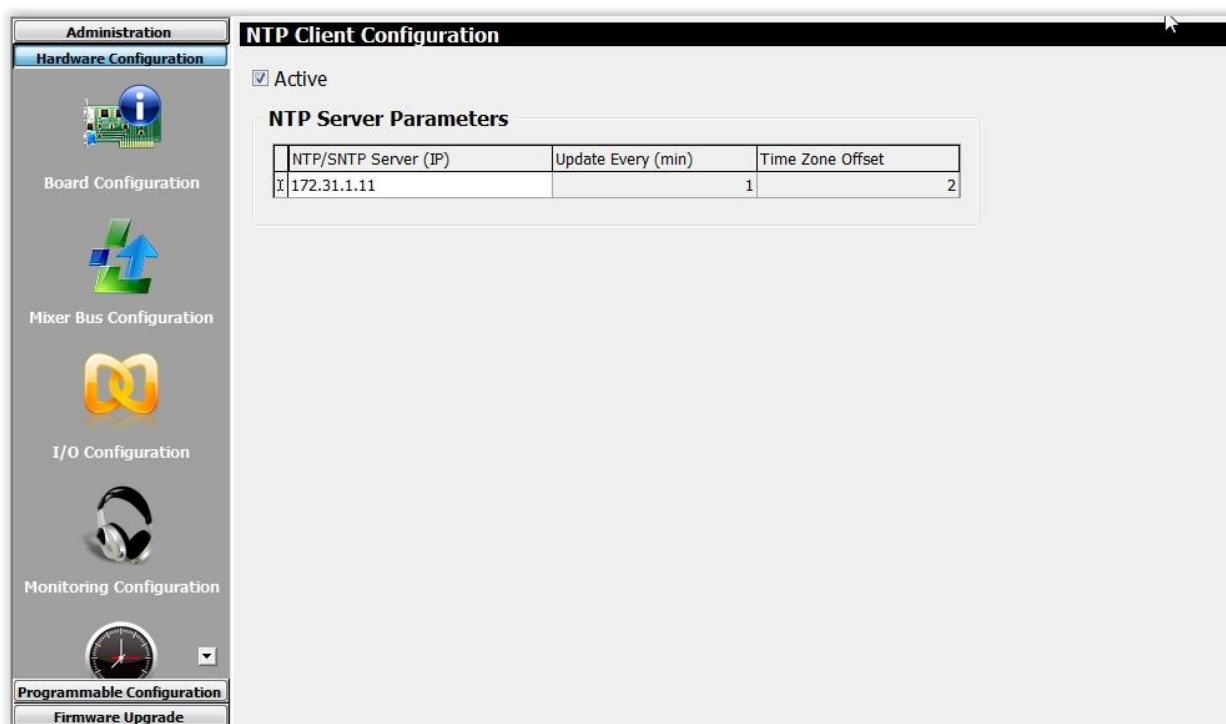 Administration
Hardware Configuration
Board Configuration
Mixer Bus Configuration
I/O Configuration
Monitoring Configuration
Programmable Configuration
Firmware Upgrade
NTP Client Configuration
Active
NTP Server Parameters
NTP/SNTP Server (IP) Update Every (min) Time Zone Offset
172.31.1.11 1 2